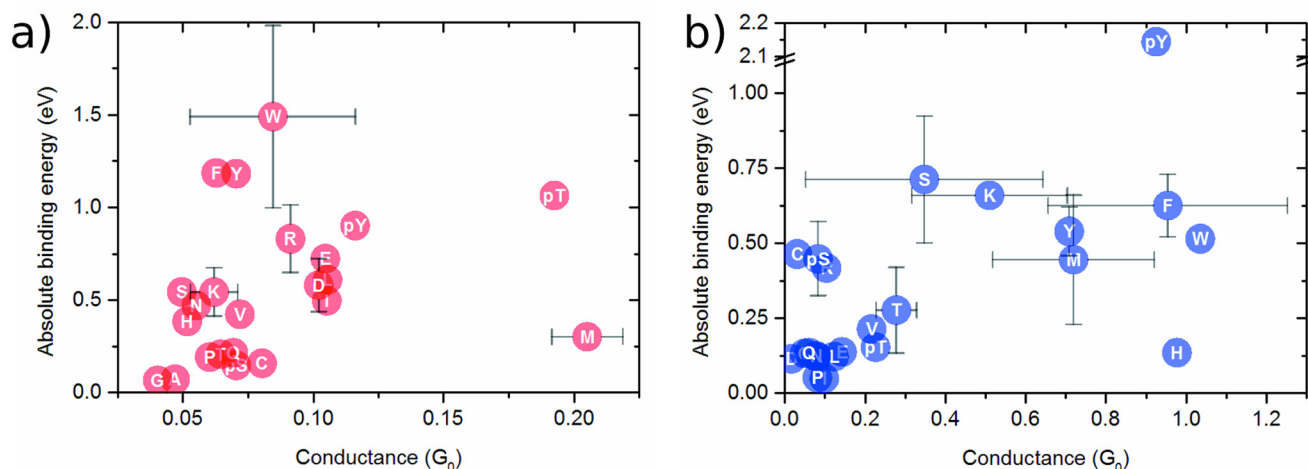 a)
Absolute binding energy (eV)
2.0
1.5
1.0
0.5
0.0
W
F Y
pT
pY
R
E
D
I
S
K
N
H
V
M
P T Q
pS C
G A
0.05 0.10 0.15 0.20
Conductance (G0)
b)
Absolute binding energy (eV)
2.2
2.1
1.00
0.75
0.50
0.25
0.00
pY
S
K
F
Y
W
C pS
M
T
V
pT
H
Q L E
P
0.0 0.2 0.4 0.6 0.8 1.0 1.2
Conductance (G0)